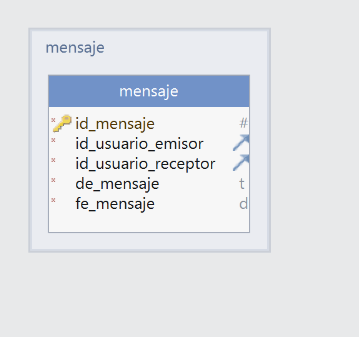 mensaje
mensaje
* id_mensaje #
* id_usuario_emisor
* id_usuario_receptor
* de_mensaje t
* fe_mensaje d